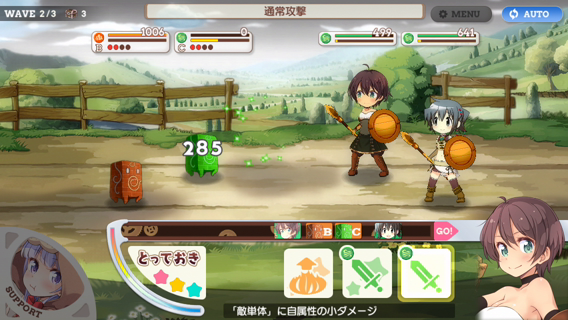 WAVE 2/3 3
通常攻撃
MENU
AUTO
B 1006
C 0
499
641
285
B C GO!
とっておき
SUPPORT
「敵単体」に自属性の小ダメージ